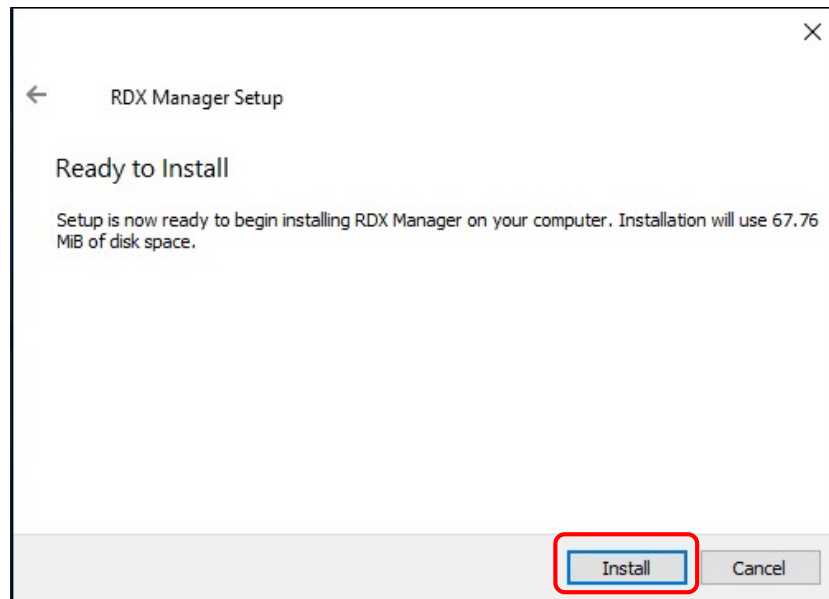 RDX Manager Setup
Ready to Install
Setup is now ready to begin installing RDX Manager on your computer. Installation will use 67.76
MiB of disk space.
Install
Cancel